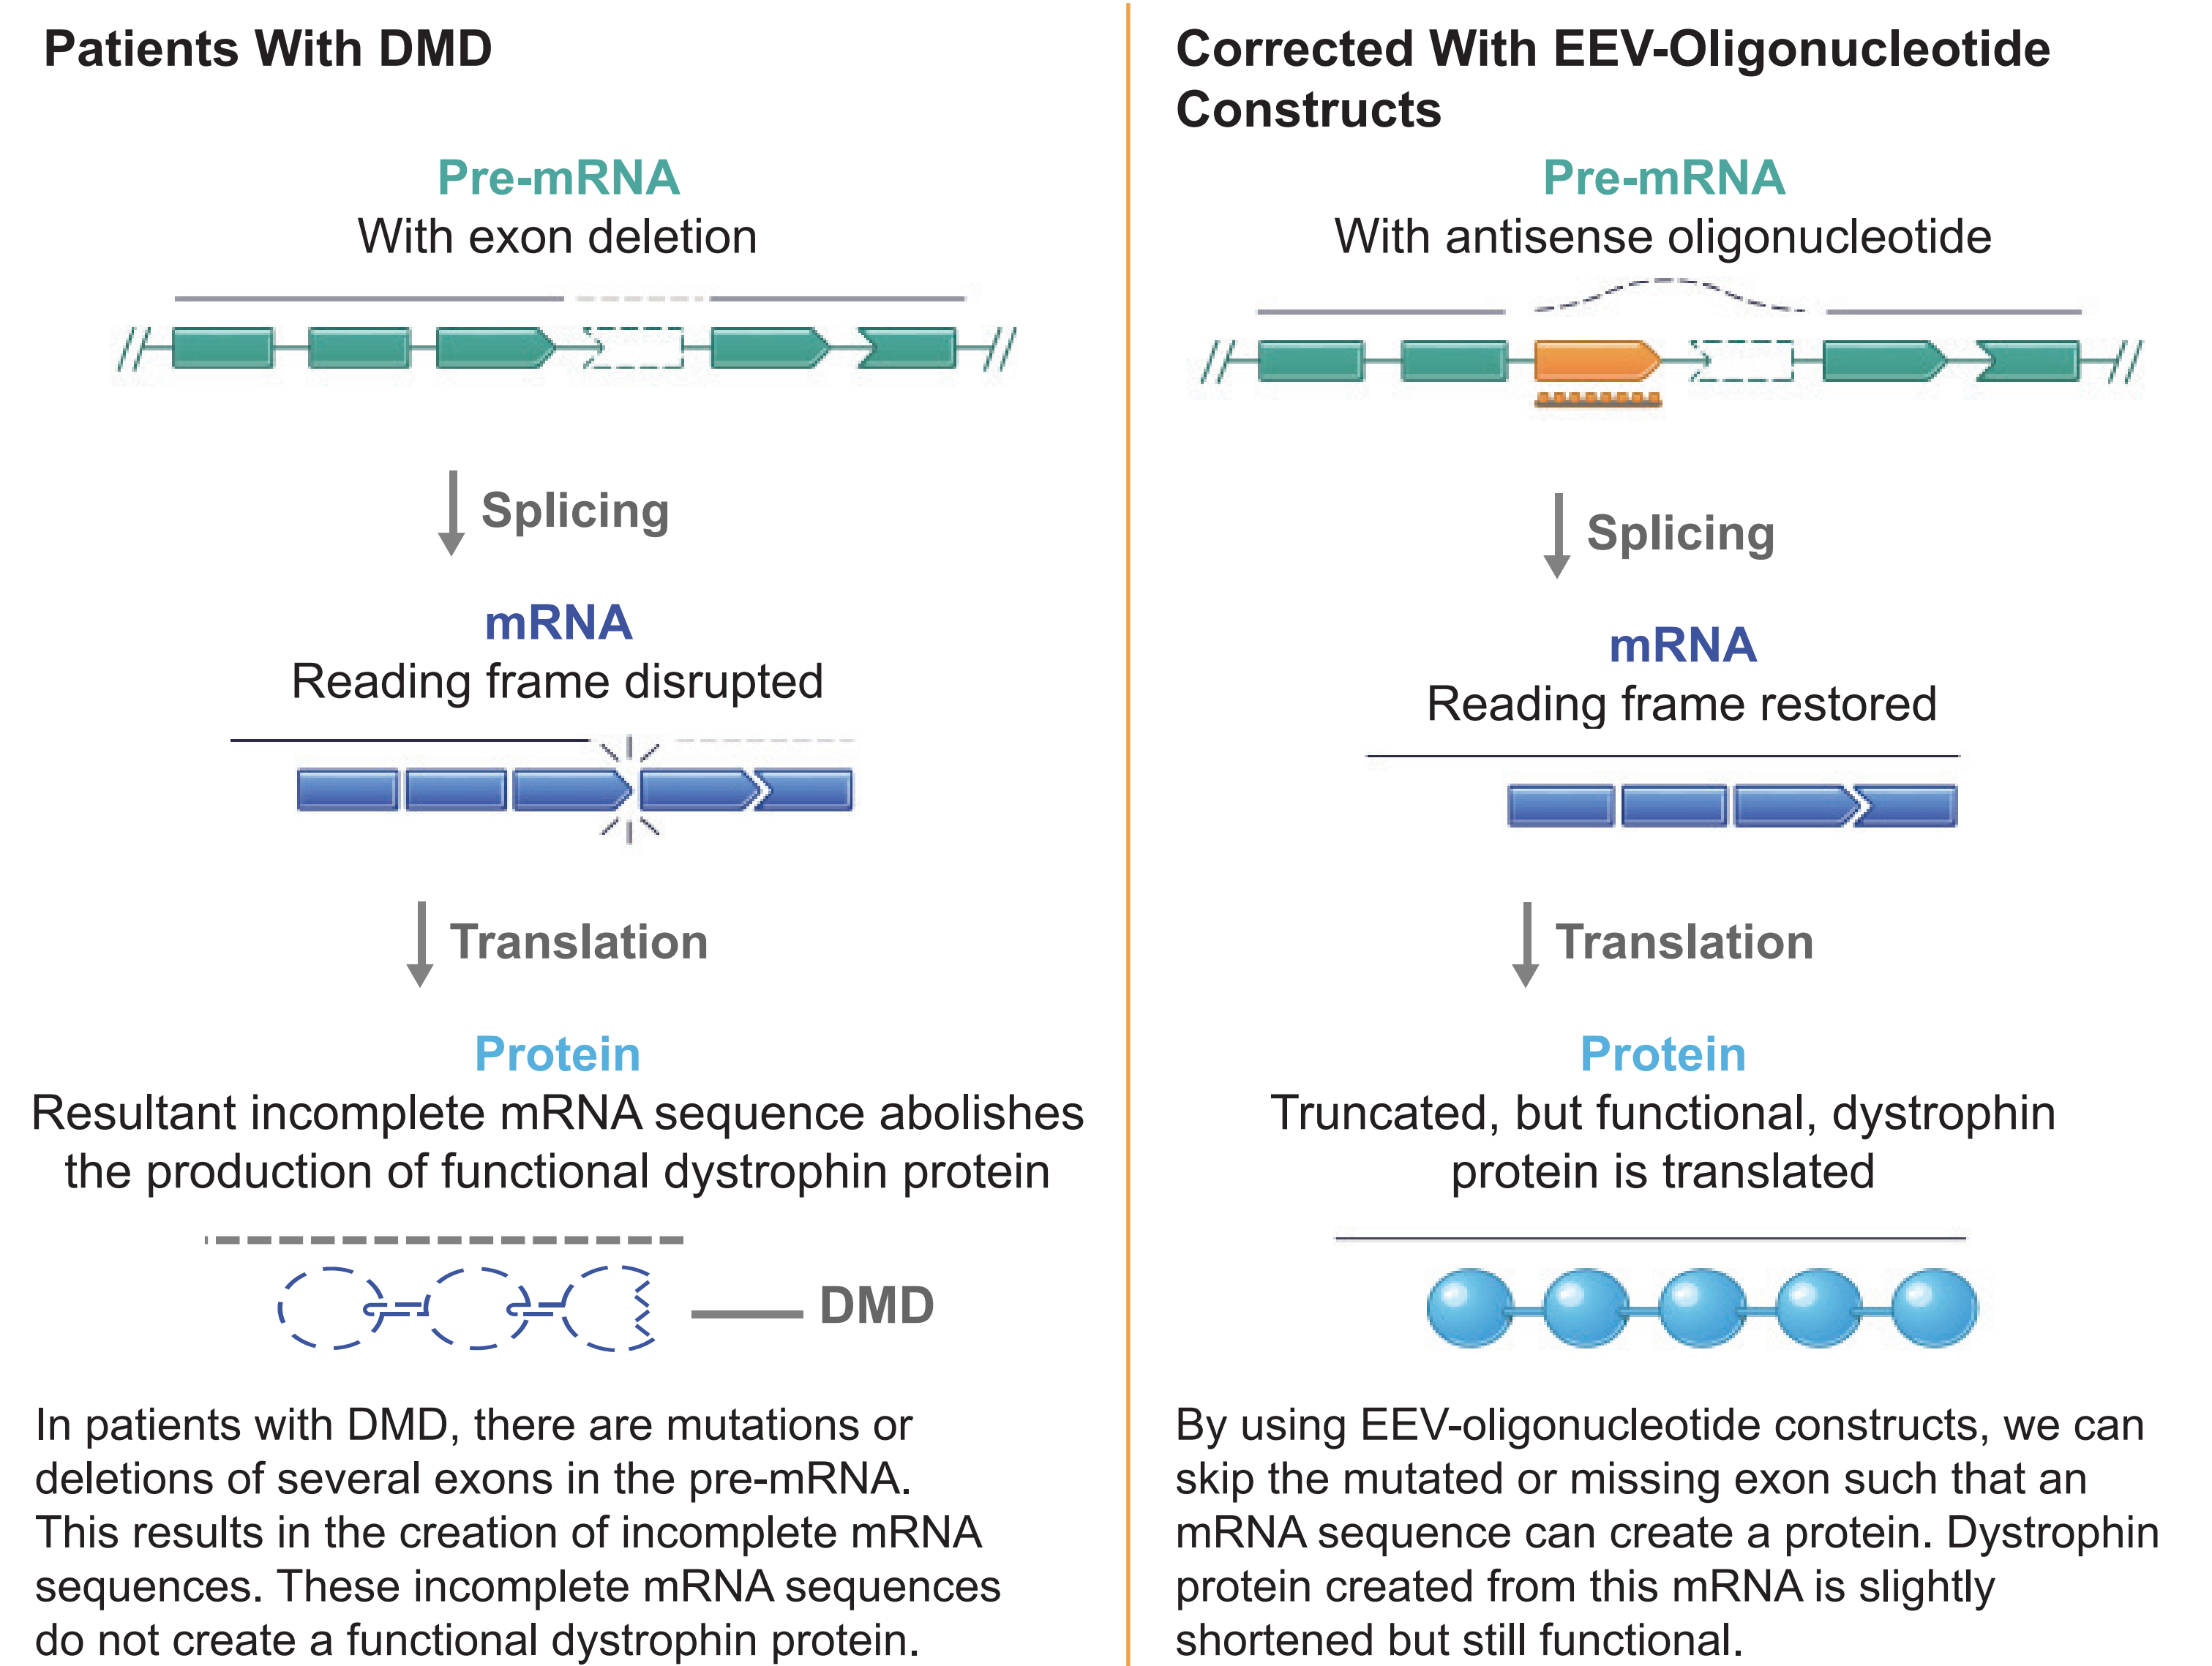 Patients With DMD
Pre-mRNA
With exon deletion
Splicing
mRNA
Reading frame disrupted
Translation
Protein
Resultant incomplete mRNA sequence abolishes
the production of functional dystrophin protein
DMD
In patients with DMD, there are mutations or
deletions of several exons in the pre-mRNA.
This results in the creation of incomplete mRNA
sequences. These incomplete mRNA sequences
do not create a functional dystrophin protein.
Corrected With EEV-Oligonucleotide
Constructs
Pre-mRNA
With antisense oligonucleotide
Splicing
mRNA
Reading frame restored
Translation
Protein
Truncated, but functional, dystrophin
protein is translated
By using EEV-oligonucleotide constructs, we can
skip the mutated or missing exon such that an
mRNA sequence can create a protein. Dystrophin
protein created from this mRNA is slightly
shortened but still functional.